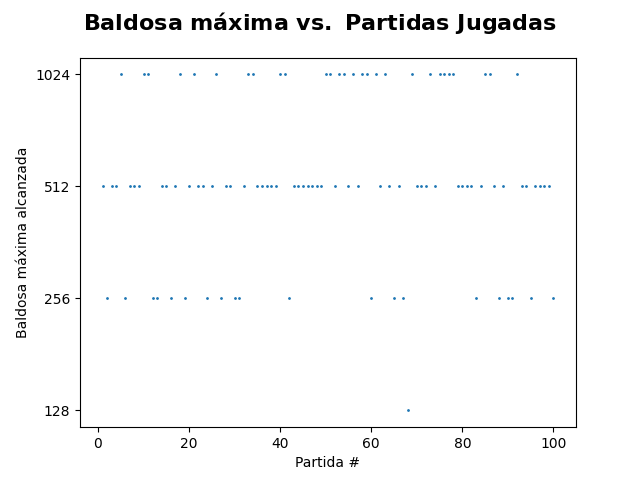 Baldosa máxima vs. Partidas Jugadas
1024
512
256
128
Baldosa máxima alcanzada
0 20 40 60 80 100
Partida #